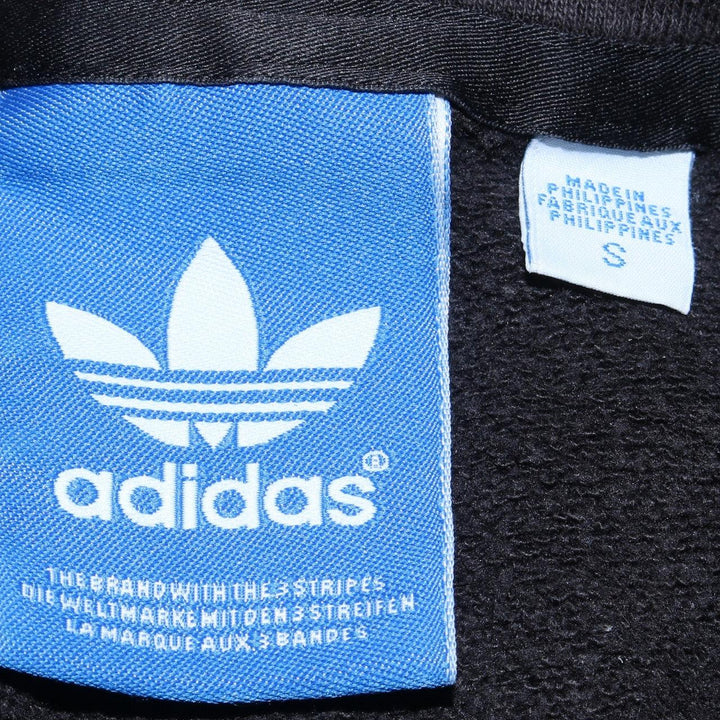 adidas®
THE BRAND WITH THE 3 STRIPES
DIE WELTMARKE MIT DEN 3 STREIFEN
LA MARQUE AUX 3 BANDES
MADE IN
PHILIPPINES
FABRIQUE AUX
PHILIPPINES
S